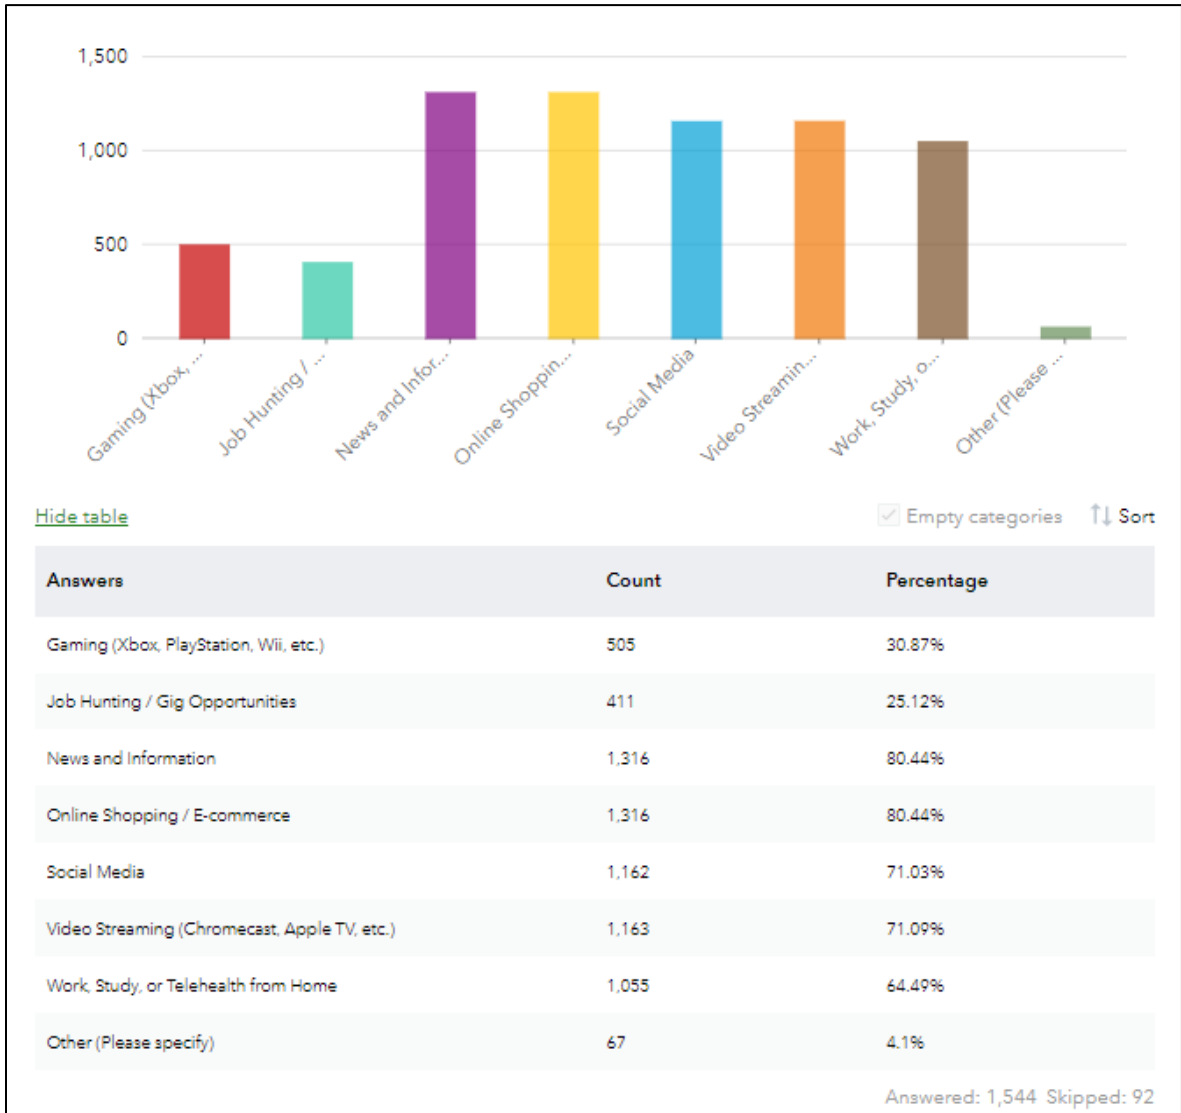 1,500
1,000
500
0
Gaming (Xbox, ...
Job Hunting / ...
News and Infor...
Online Shoppin...
Social Media
Video Streamin...
Work, Study, o...
Other (Please ...
Hide table
Empty categories Sort
Answers Count Percentage
Gaming (Xbox, PlayStation, Wii, etc.) 505 30.87%
Job Hunting / Gig Opportunities 411 25.12%
News and Information 1,316 80.44%
Online Shopping / E-commerce 1,316 80.44%
Social Media 1,162 71.03%
Video Streaming (Chromecast, Apple TV, etc.) 1,163 71.09%
Work, Study, or Telehealth from Home 1,055 64.49%
Other (Please specify) 67 4.1%
Answered: 1,544 Skipped: 92